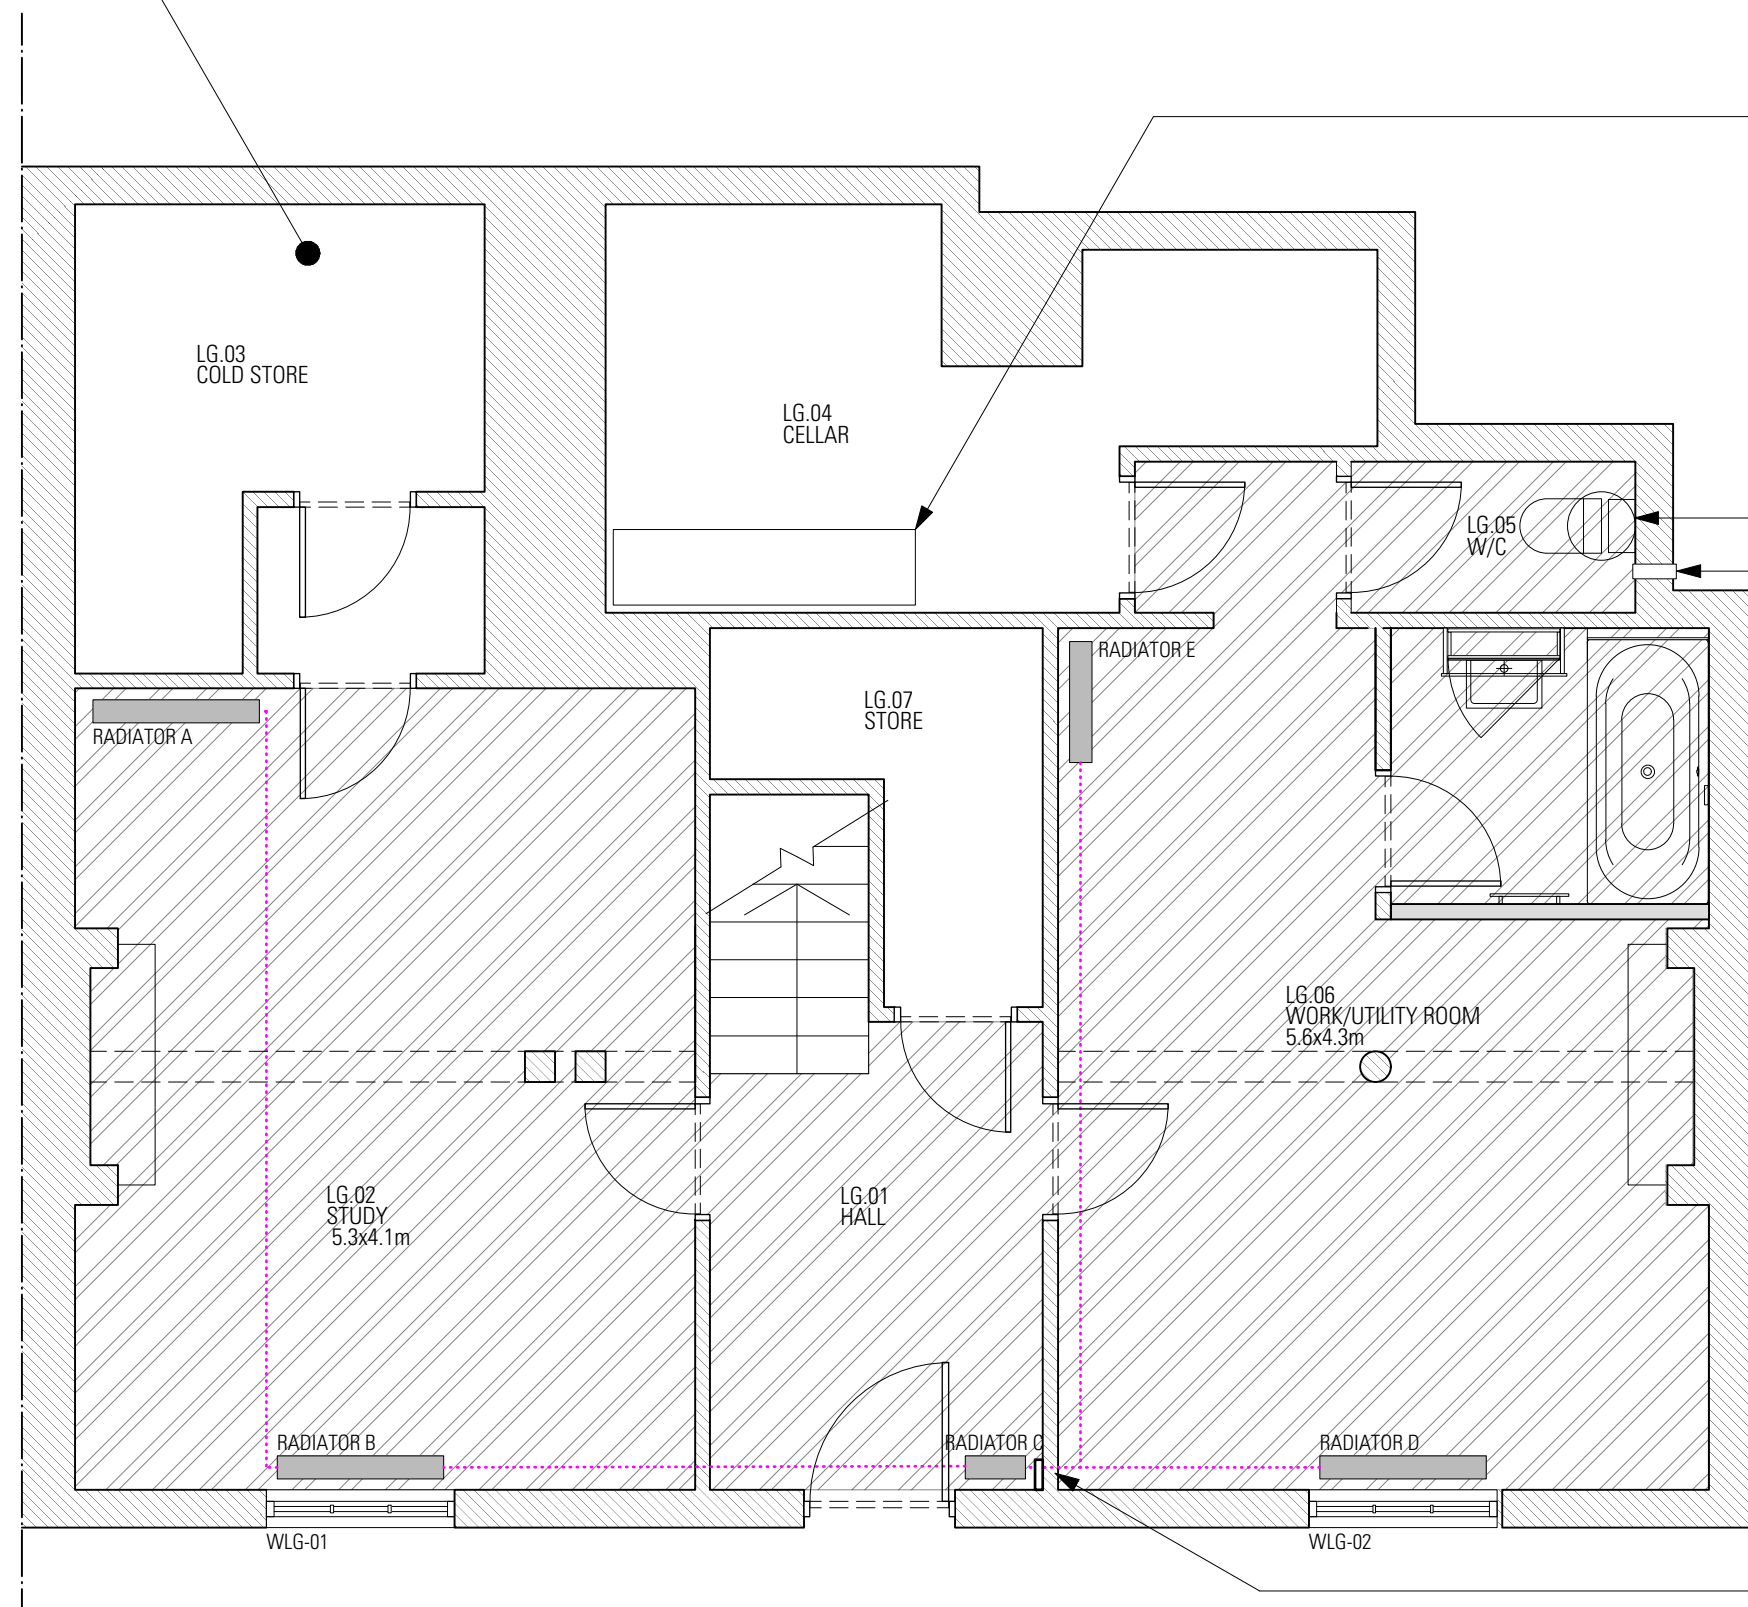 LG.03
COLD STORE
LG.04
CELLAR
LG.05
W/C
RADIATOR E
LG.07
STORE
RADIATOR A
LG.06
WORK/UTILITY ROOM
5.6x4.3m
LG.02
STUDY
5.3x4.1m
LG.01
HALL
RADIATOR B
RADIATOR C
RADIATOR D
WLG-01
WLG-02